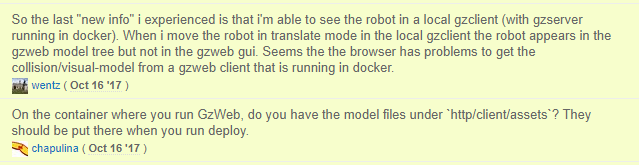 So the last "new info" i experienced is that i'm able to see the robot in a local gzclient (with gzserver
running in docker). When i move the robot in translate mode in the local gzclient the robot appears in the
gzweb model tree but not in the gzweb gui. Seems the the browser has problems to get the
collision/visual-model from a gzweb client that is running in docker.
wentz ( Oct 16 '17 )
On the container where you run GzWeb, do you have the model files under `http/client/assets`? They
should be put there when you run deploy.
chapulina ( Oct 16 '17 )